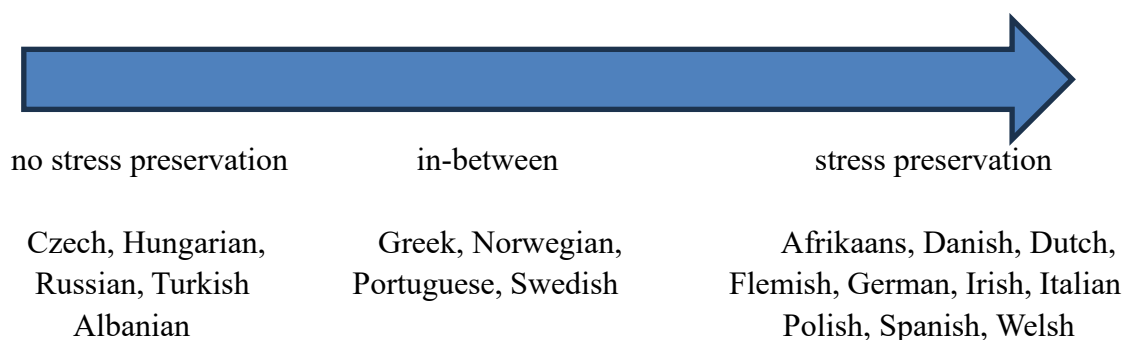 no stress preservation in-between stress preservation
Czech, Hungarian, Greek, Norwegian, Afrikaans, Danish, Dutch,
Russian, Turkish Portuguese, Swedish Flemish, German, Irish, Italian
Albanian Polish, Spanish, Welsh